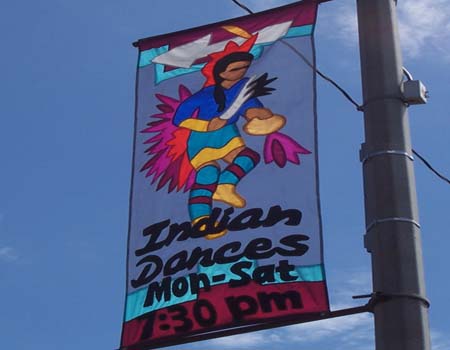 Indian
Dances
Mon-Sat
7:30 pm